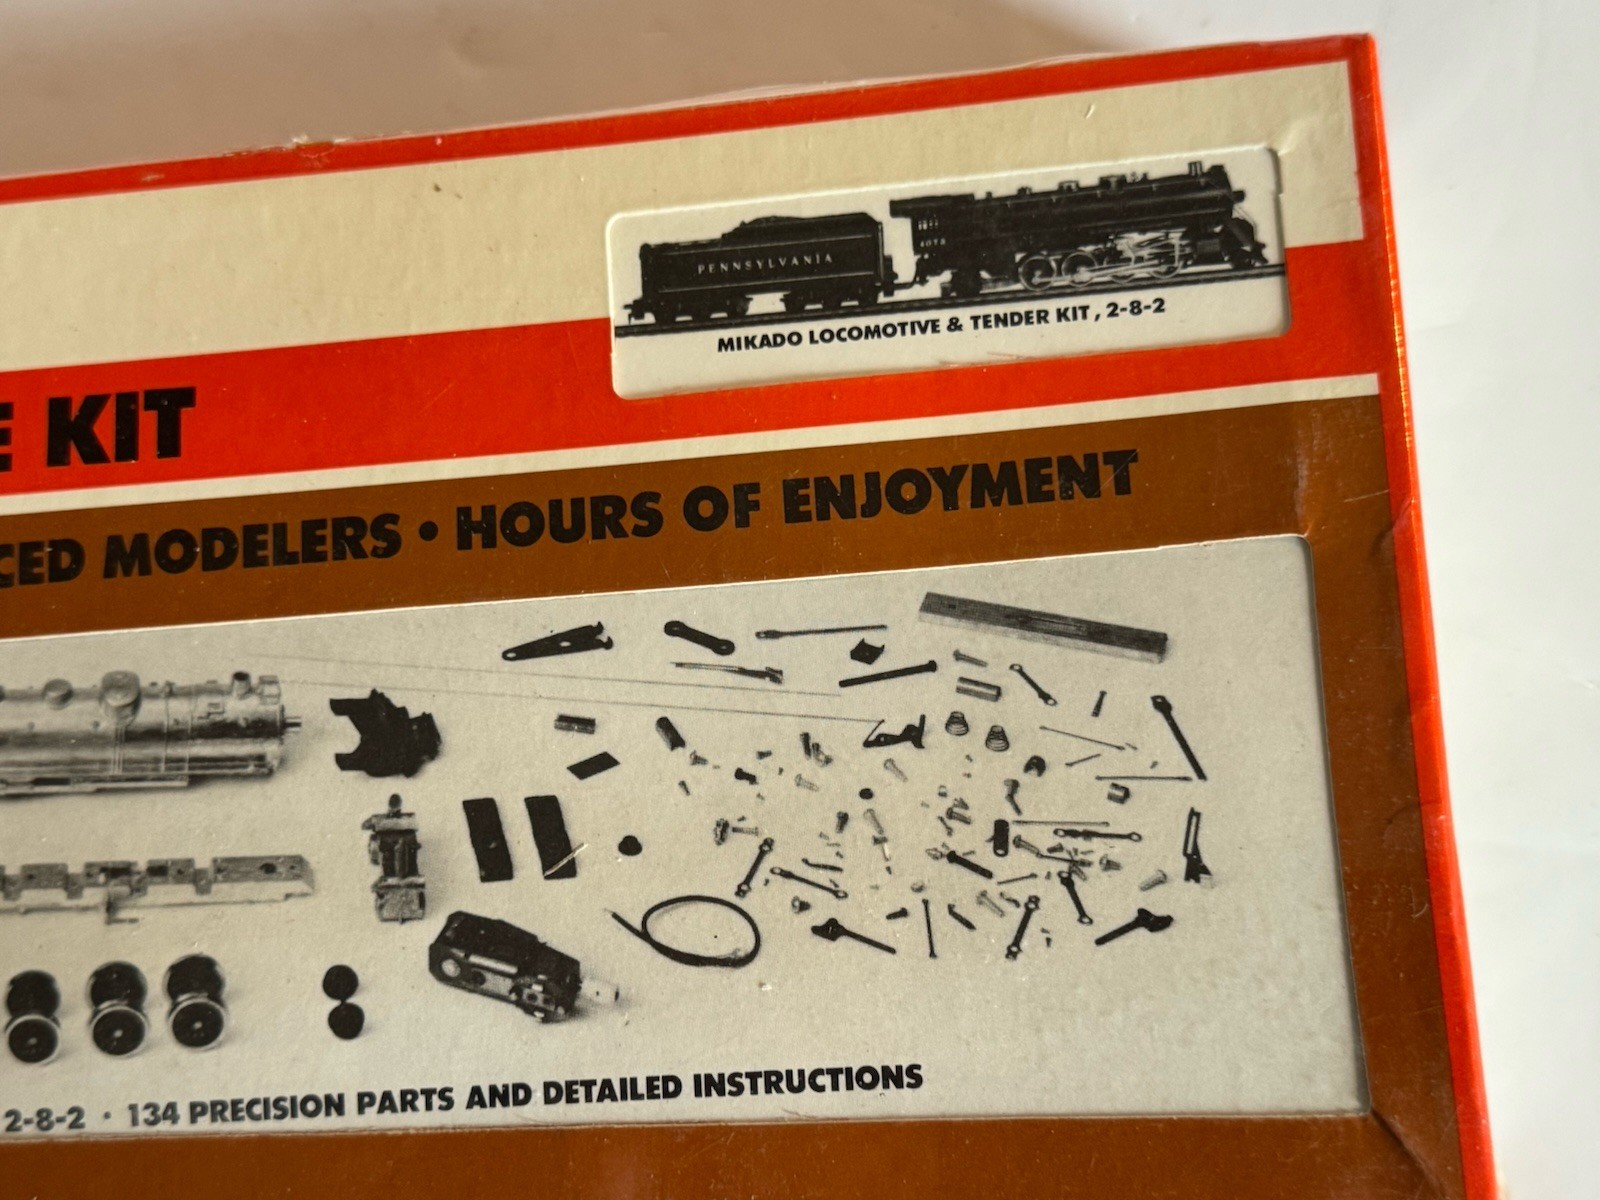 PENNSYLVANIA
MIKADO LOCOMOTIVE & TENDER KIT, 2-8-2
E KIT
CED MODELERS • HOURS OF ENJOYMENT
2-8-2 · 134 PRECISION PARTS AND DETAILED INSTRUCTIONS